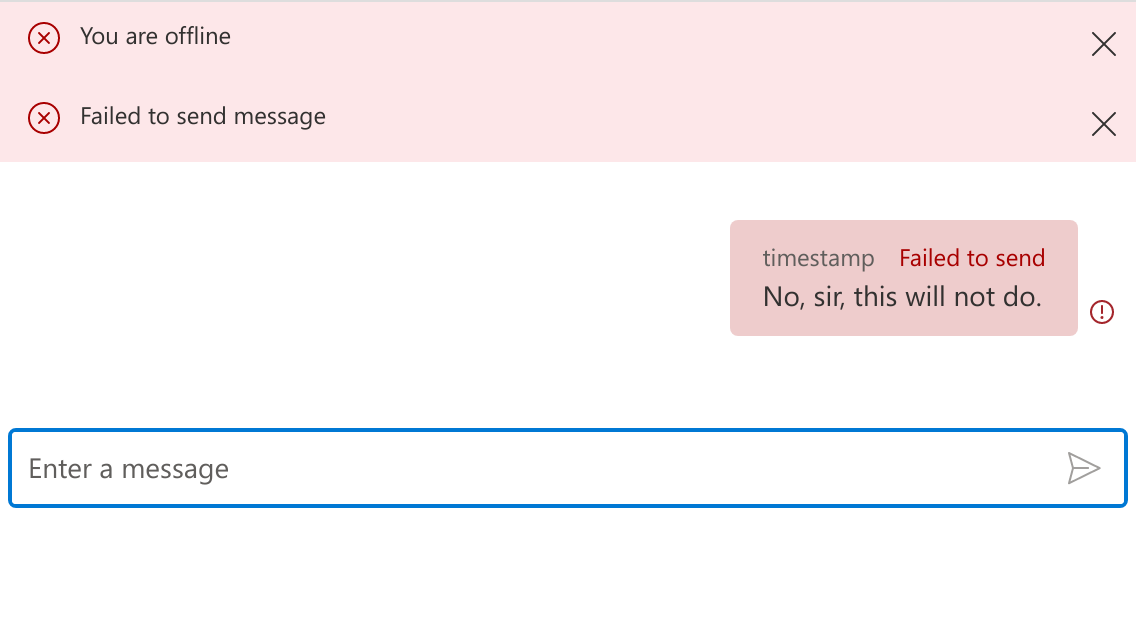 You are offline
Failed to send message
timestamp Failed to send
No, sir, this will not do.
Enter a message